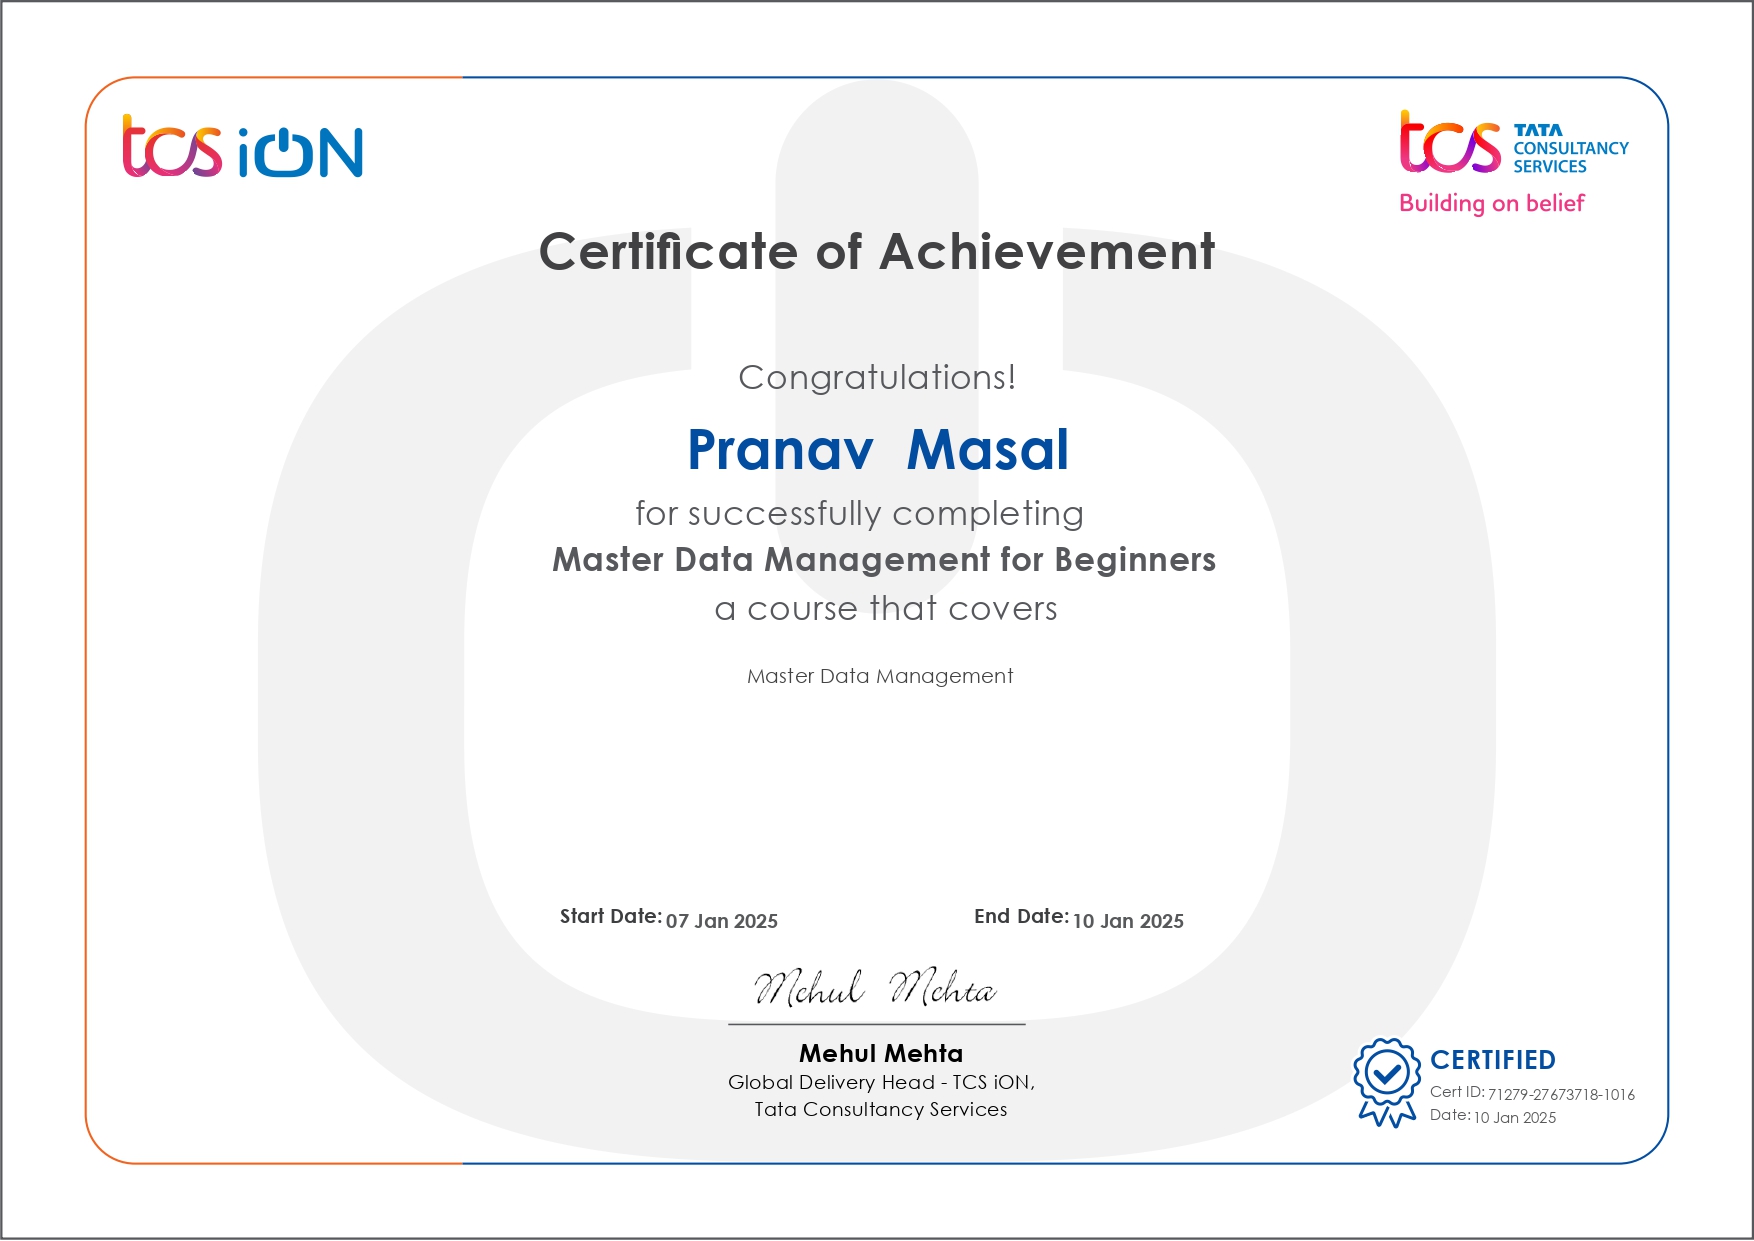 tcs iON
tcs TATA
CONSULTANCY
SERVICES
Building on belief
Certificate of Achievement
Congratulations!
Pranav Masal
for successfully completing
Master Data Management for Beginners
a course that covers
Master Data Management
Start Date: 07 Jan 2025 End Date: 10 Jan 2025
Mehul Mehta
Mehul Mehta
Global Delivery Head - TCS iON,
Tata Consultancy Services
CERTIFIED
Cert ID: 71279-27673718-1016
Date: 10 Jan 2025